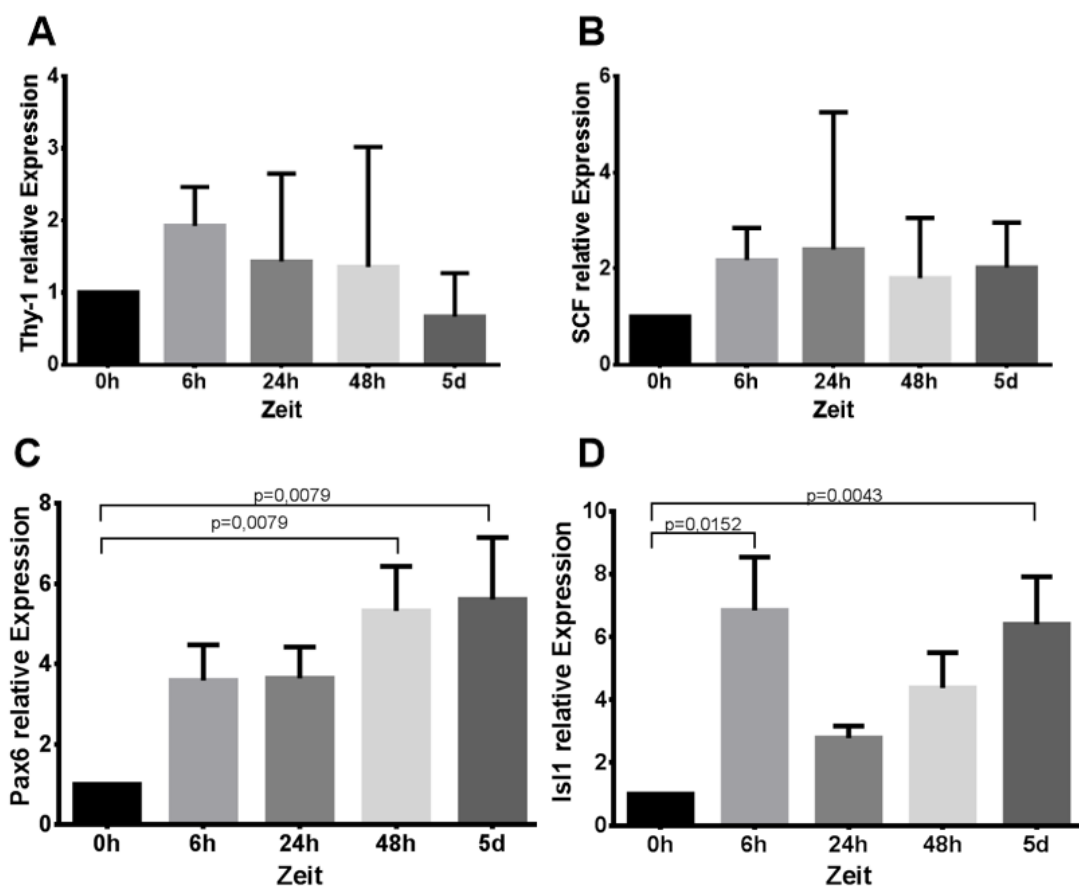 A
Thy-1 relative Expression
4
3
2
1
0
0h 6h 24h 48h 5d
Zeit
B
SCF relative Expression
6
4
2
0
0h 6h 24h 48h 5d
Zeit
C
Pax6 relative Expression
8
6
4
2
0
p=0,0079
p=0,0079
0h 6h 24h 48h 5d
Zeit
D
Isl1 relative Expression
10
8
6
4
2
0
p=0,0043
p=0,0152
0h 6h 24h 48h 5d
Zeit